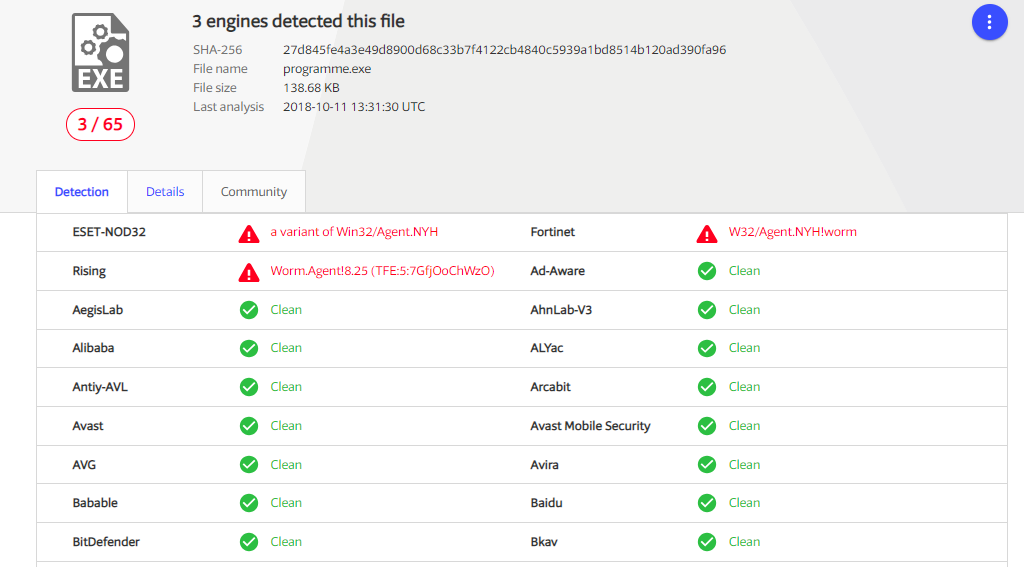 3 engines detected this file
SHA-256 27d845fe4a3e49d8900d68c33b7f4122cb4840c5939a1bd8514b120ad390fa96
File name programme.exe
File size 138.68 KB
Last analysis 2018-10-11 13:31:30 UTC
EXE
3 / 65
Detection Details Community
ESET-NOD32 a variant of Win32/Agent.NYH Fortinet W32/Agent.NYH!worm
Rising Worm.Agent!8.25 (TFE:5:7GfjOoChWzO) Ad-Aware Clean
AegisLab Clean AhnLab-V3 Clean
Alibaba Clean ALYac Clean
Antiy-AVL Clean Arcabit Clean
Avast Clean Avast Mobile Security Clean
AVG Clean Avira Clean
Babable Clean Baidu Clean
BitDefender Clean Bkav Clean